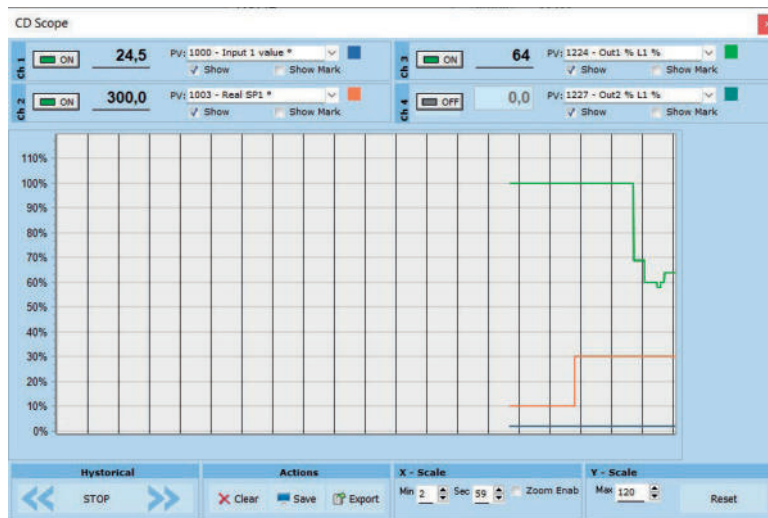 CD Scope
Ch 1 ON 24,5 PV: 1000 - Input 1 value *
Show Show Mark
Ch 3 ON 64 PV: 1224 - Out1 % L1 %
Show Show Mark
Ch 2 ON 300,0 PV: 1003 - Real SP1 *
Show Show Mark
Ch 4 OFF 0,0 PV: 1227 - Out2 % L1 %
Show Show Mark
110%
100%
90%
80%
70%
60%
50%
40%
30%
20%
10%
0%
Hystorical Actions X - Scale Y - Scale
STOP Clear Save Export Min 2 Sec 59 Zoom Enab Max 120 Reset